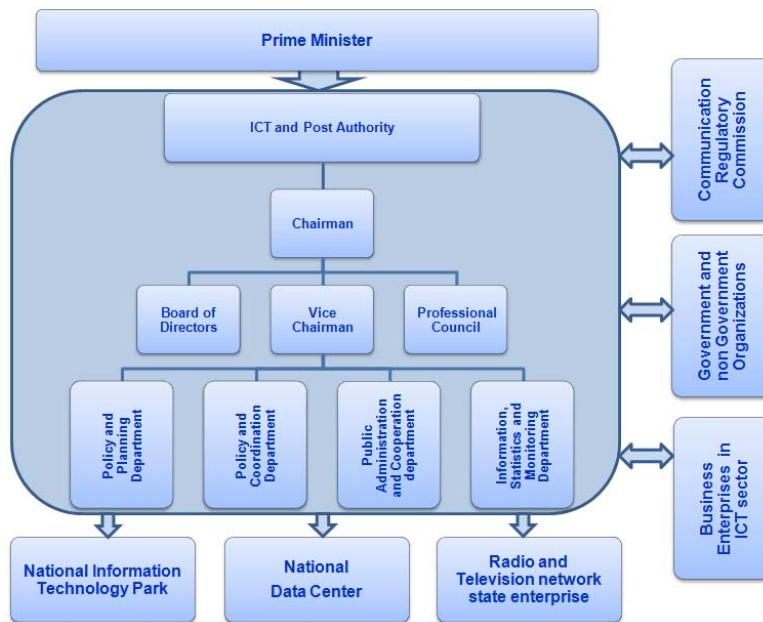 Prime Minister
ICT and Post Authority
Chairman
Board of
Directors
Vice
Chairman
Professional
Council
Policy and
Planning
Department
Policy and
Coordination
Department
Public
Administration
and Cooperation
department
Information,
Statistics and
Monitoring
Department
National Information
Technology Park
National
Data Center
Radio and
Television network
state enterprise
Communication
Regulatory
Commission
Government and
non Government
Organizations
Business
Enterprises in
ICT sector